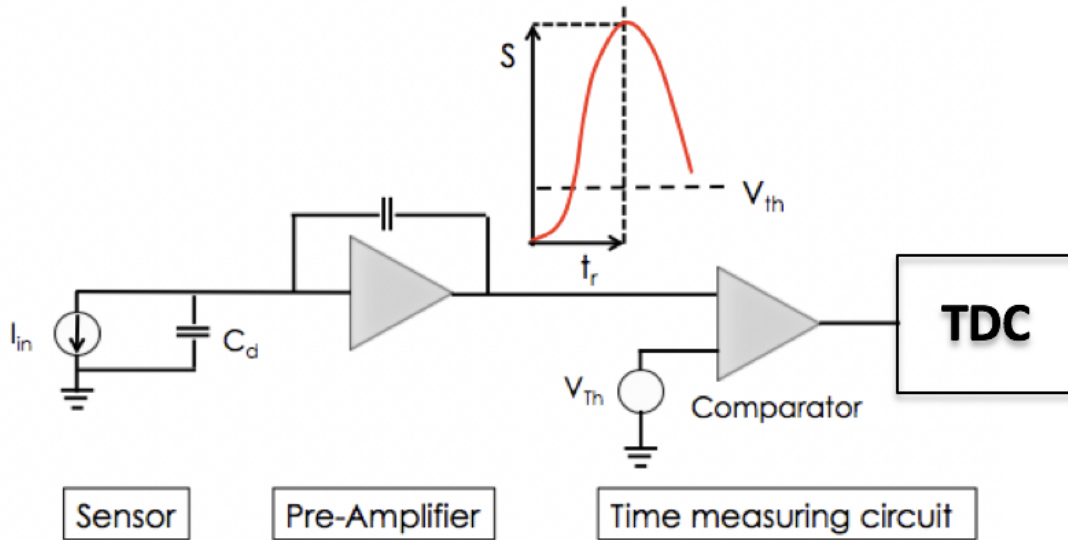 S
V_th
t_r
I_in
C_d
V_Th
Comparator
TDC
Sensor
Pre-Amplifier
Time measuring circuit